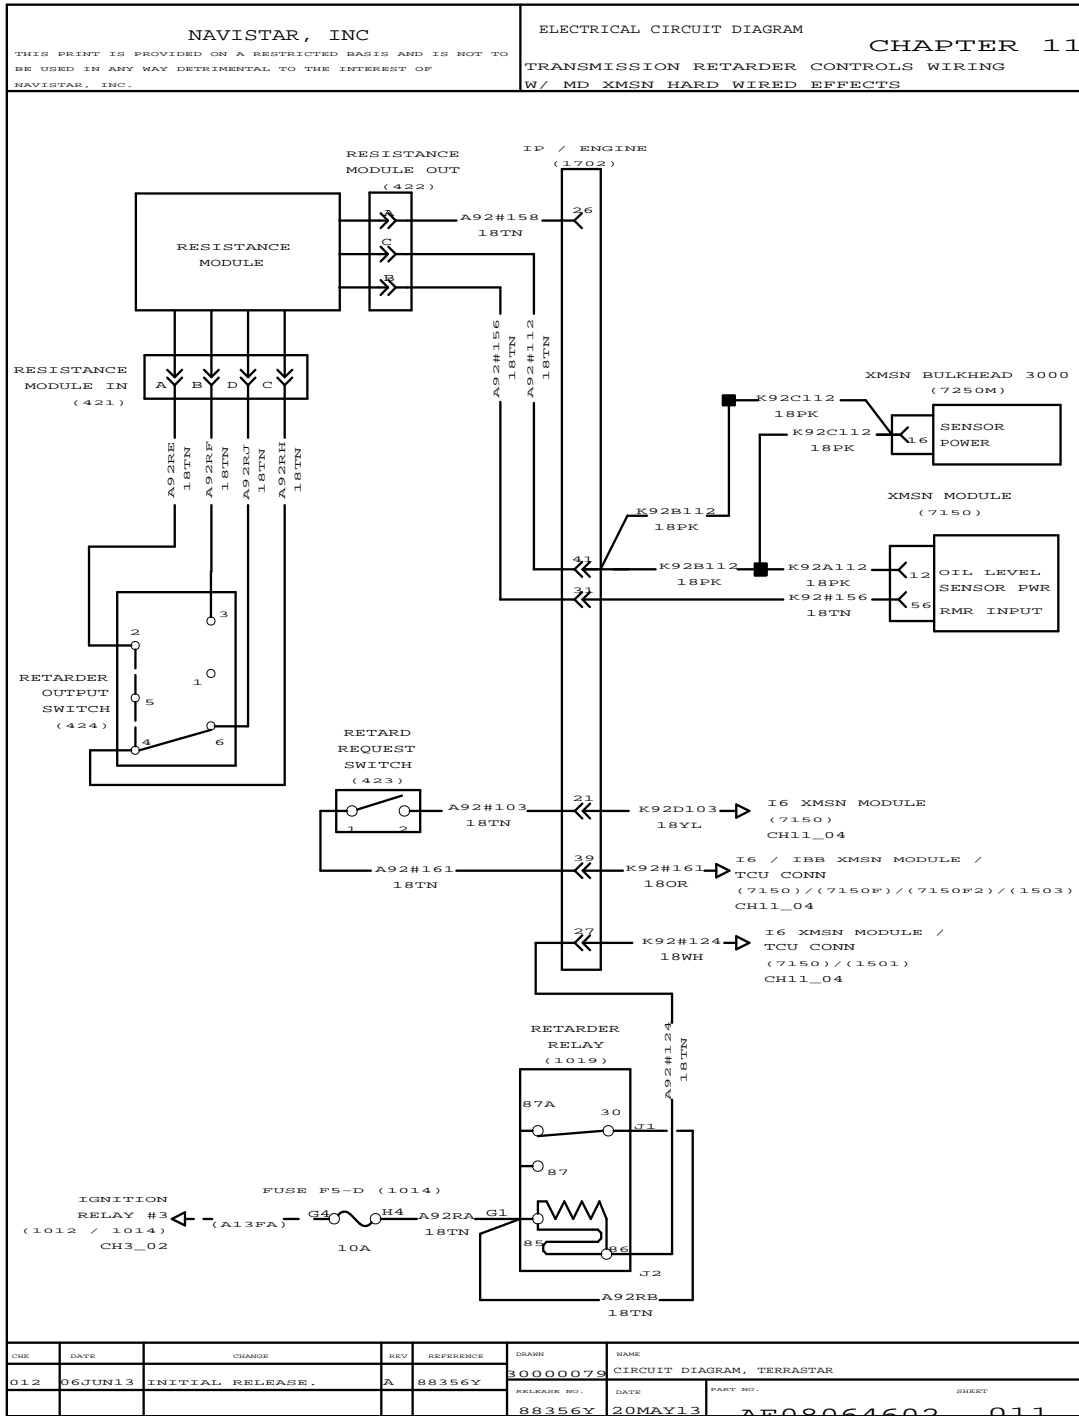 NAVISTAR, INC
THIS PRINT IS PROVIDED ON A RESTRICTED BASIS AND IS NOT TO
BE USED IN ANY WAY DETRIMENTAL TO THE INTEREST OF
NAVISTAR, INC.
ELECTRICAL CIRCUIT DIAGRAM
CHAPTER 11
TRANSMISSION RETARDER CONTROLS WIRING
W/ MD XMSN HARD WIRED EFFECTS
RESISTANCE
MODULE OUT
(422)
IP / ENGINE
(1702)
RESISTANCE
MODULE
A
C
B
A92#158
18TN
26
A92#156
18TN
A92#112
18TN
RESISTANCE
MODULE IN
(421)
A B D C
A92RE
18TN
A92RF
18TN
A92RJ
18TN
A92RH
18TN
XMSN BULKHEAD 3000
(7250M)
K92C112
18PK
K92C112
18PK
16
SENSOR
POWER
XMSN MODULE
(7150)
K92B112
18PK
41
K92B112
18PK
K92A112
18PK
12
OIL LEVEL
SENSOR PWR
31
K92#156
18TN
56
RMR INPUT
RETARDER
OUTPUT
SWITCH
(424)
2
3
1
5
4
6
RETARD
REQUEST
SWITCH
(423)
1 2
A92#103
18TN
21
K92D103
18YL
I6 XMSN MODULE
(7150)
CH11_04
A92#161
18TN
39
K92#161
18OR
I6 / IBB XMSN MODULE /
TCU CONN
(7150)/(7150F)/(7150F2)/(1503)
CH11_04
27
K92#124
18WH
I6 XMSN MODULE /
TCU CONN
(7150)/(1501)
CH11_04
A92#124
18TN
RETARDER
RELAY
(1019)
87A
30
J1
87
85
86
J2
IGNITION
RELAY #3
(1012 / 1014)
CH3_02
(A13FA)
FUSE F5-D (1014)
G4
H4
10A
A92RA
18TN
G1
A92RB
18TN
CHK DATE CHANGE REV REFERENCE
012 06JUN13 INITIAL RELEASE. A 88356Y
DRAWN
30000079
NAME
CIRCUIT DIAGRAM, TERRASTAR
RELEASE NO.
88356Y
DATE
20MAY13
PART NO.
SHEET
011